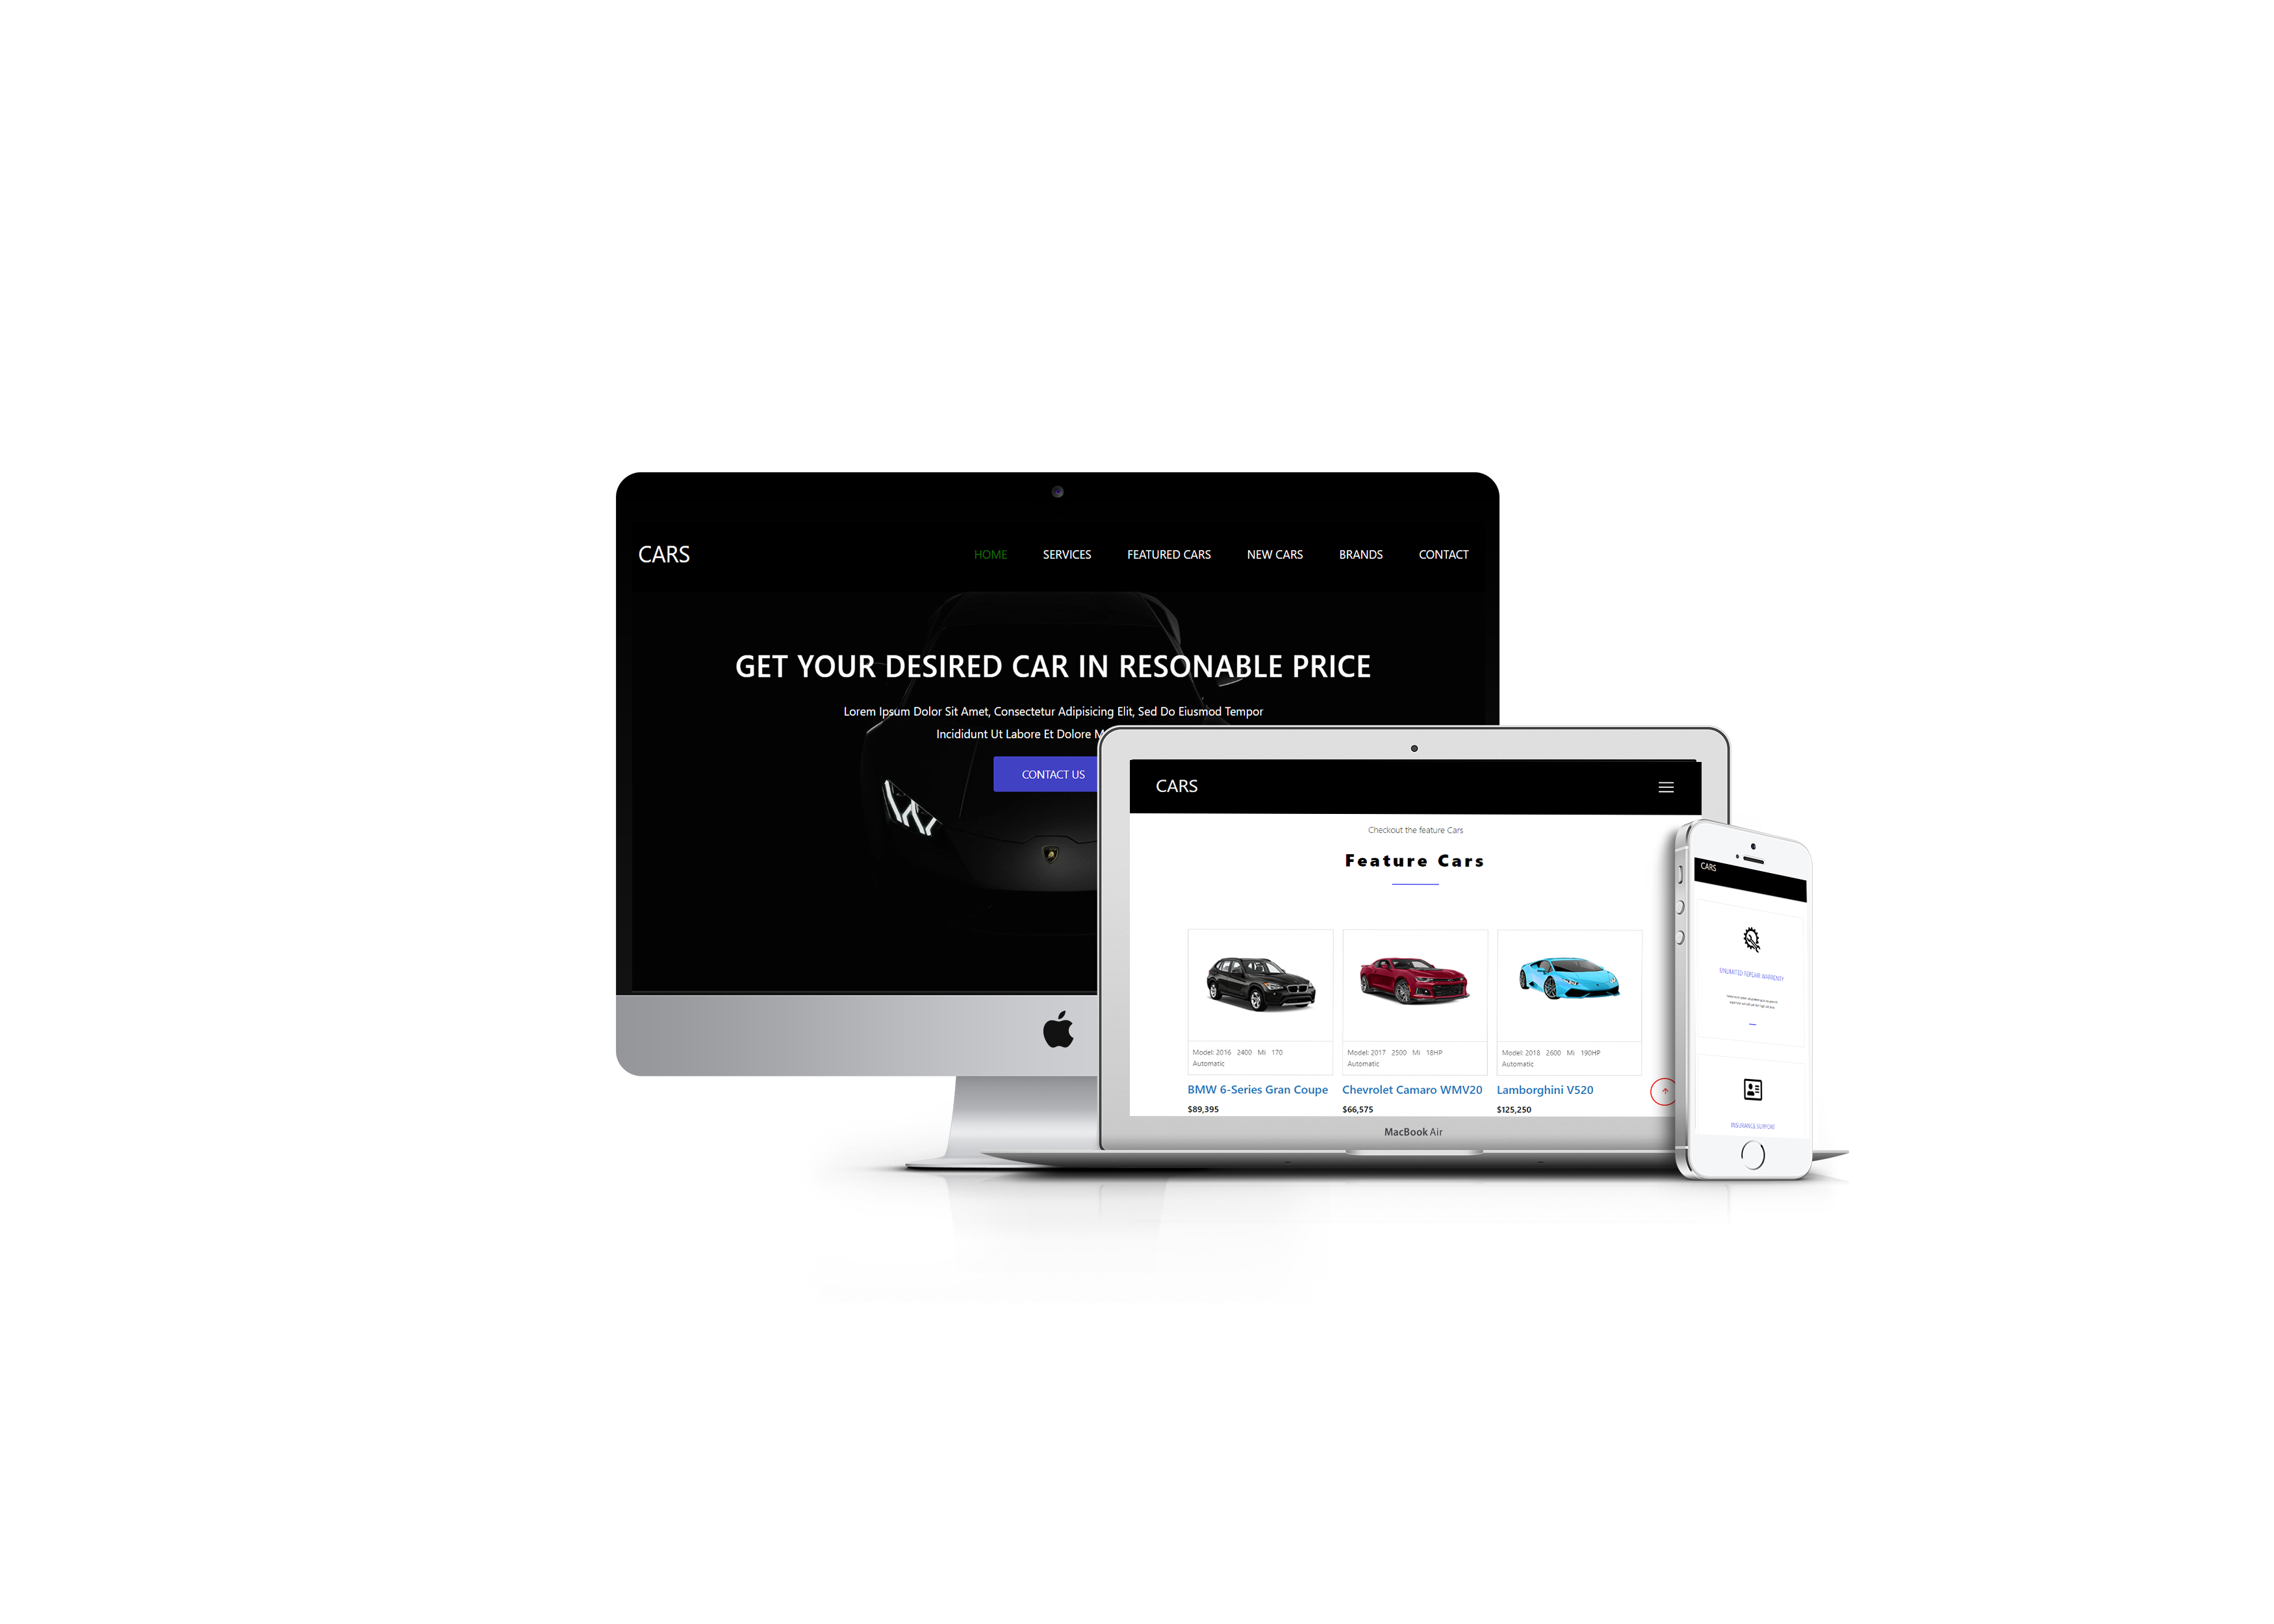 CARS
HOME SERVICES FEATURED CARS NEW CARS BRANDS CONTACT
GET YOUR DESIRED CAR IN RESONABLE PRICE
Lorem Ipsum Dolor Sit Amet, Consectetur Adipisicing Elit, Sed Do Eiusmod Tempor
Incididunt Ut Labore Et Dolore M
CONTACT US
CARS
Checkout the feature Cars
Feature Cars
Model: 2016 2400 Mi 170
Automatic
BMW 6-Series Gran Coupe
$89,395
Model: 2017 2500 Mi 18HP
Automatic
Chevrolet Camaro WMV20
$66,575
Model: 2018 2600 Mi 190HP
Automatic
Lamborghini V520
$125,250
MacBook Air
CARS
UNLIMITED REPEAIR WARRENTY
INSURANCE SUPPORT